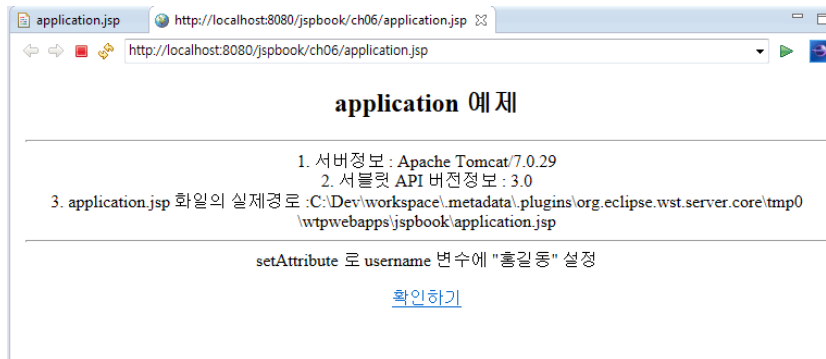 application.jsp http://localhost:8080/jspbook/ch06/application.jsp
http://localhost:8080/jspbook/ch06/application.jsp
application 예제
1. 서버정보 : Apache Tomcat/7.0.29
2. 서블릿 API 버전정보 : 3.0
3. application.jsp 화일의 실제경로 :C:\Dev\workspace\.metadata\.plugins\org.eclipse.wst.server.core\tmp0
\wtpwebapps\jspbook\application.jsp
setAttribute 로 username 변수에 "홍길동" 설정
확인하기